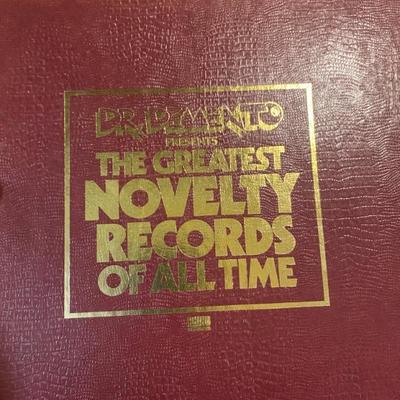 DR. DEMENTO
PRESENTS
THE GREATEST
NOVELTY
RECORDS
OF ALL TIME